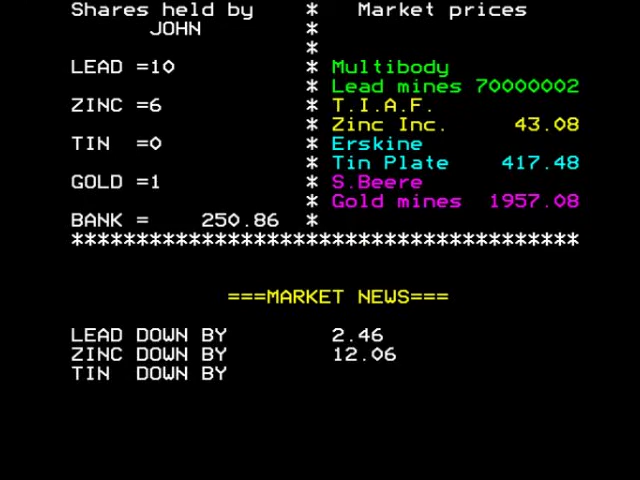 Shares held by * Market prices
JOHN *
*
LEAD =10 * Multibody
* Lead mines 70000002
ZINC =6 * T.I.A.F.
* Zinc Inc. 43.08
TIN =0 * Erskine
* Tin Plate 417.48
GOLD =1 * S.Beere
* Gold mines 1957.08
BANK = 250.86 *
***************************************
===MARKET NEWS===
LEAD DOWN BY 2.46
ZINC DOWN BY 12.06
TIN DOWN BY